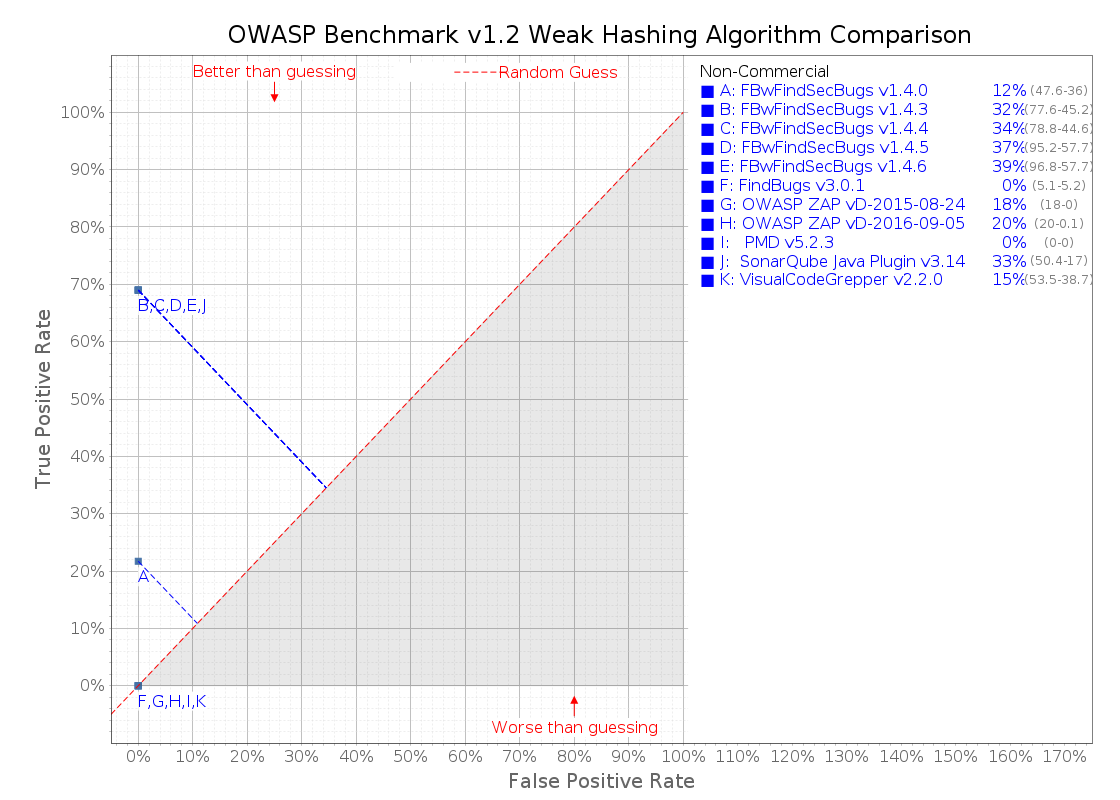 OWASP Benchmark v1.2 Weak Hashing Algorithm Comparison
Better than guessing
Random Guess
Non-Commercial
A: FBwFindSecBugs v1.4.0 12% (47.6-36)
B: FBwFindSecBugs v1.4.3 32% (77.6-45.2)
C: FBwFindSecBugs v1.4.4 34% (78.8-44.6)
D: FBwFindSecBugs v1.4.5 37% (95.2-57.7)
E: FBwFindSecBugs v1.4.6 39% (96.8-57.7)
F: FindBugs v3.0.1 0% (5.1-5.2)
G: OWASP ZAP vD-2015-08-24 18% (18-0)
H: OWASP ZAP vD-2016-09-05 20% (20-0.1)
I: PMD v5.2.3 0% (0-0)
J: SonarQube Java Plugin v3.14 33% (50.4-17)
K: VisualCodeGrepper v2.2.0 15% (53.5-38.7)
True Positive Rate
100%
90%
80%
70%
60%
50%
40%
30%
20%
10%
0%
B,C,D,E,J
A
F,G,H,I,K
Worse than guessing
0% 10% 20% 30% 40% 50% 60% 70% 80% 90% 100% 110% 120% 130% 140% 150% 160% 170%
False Positive Rate